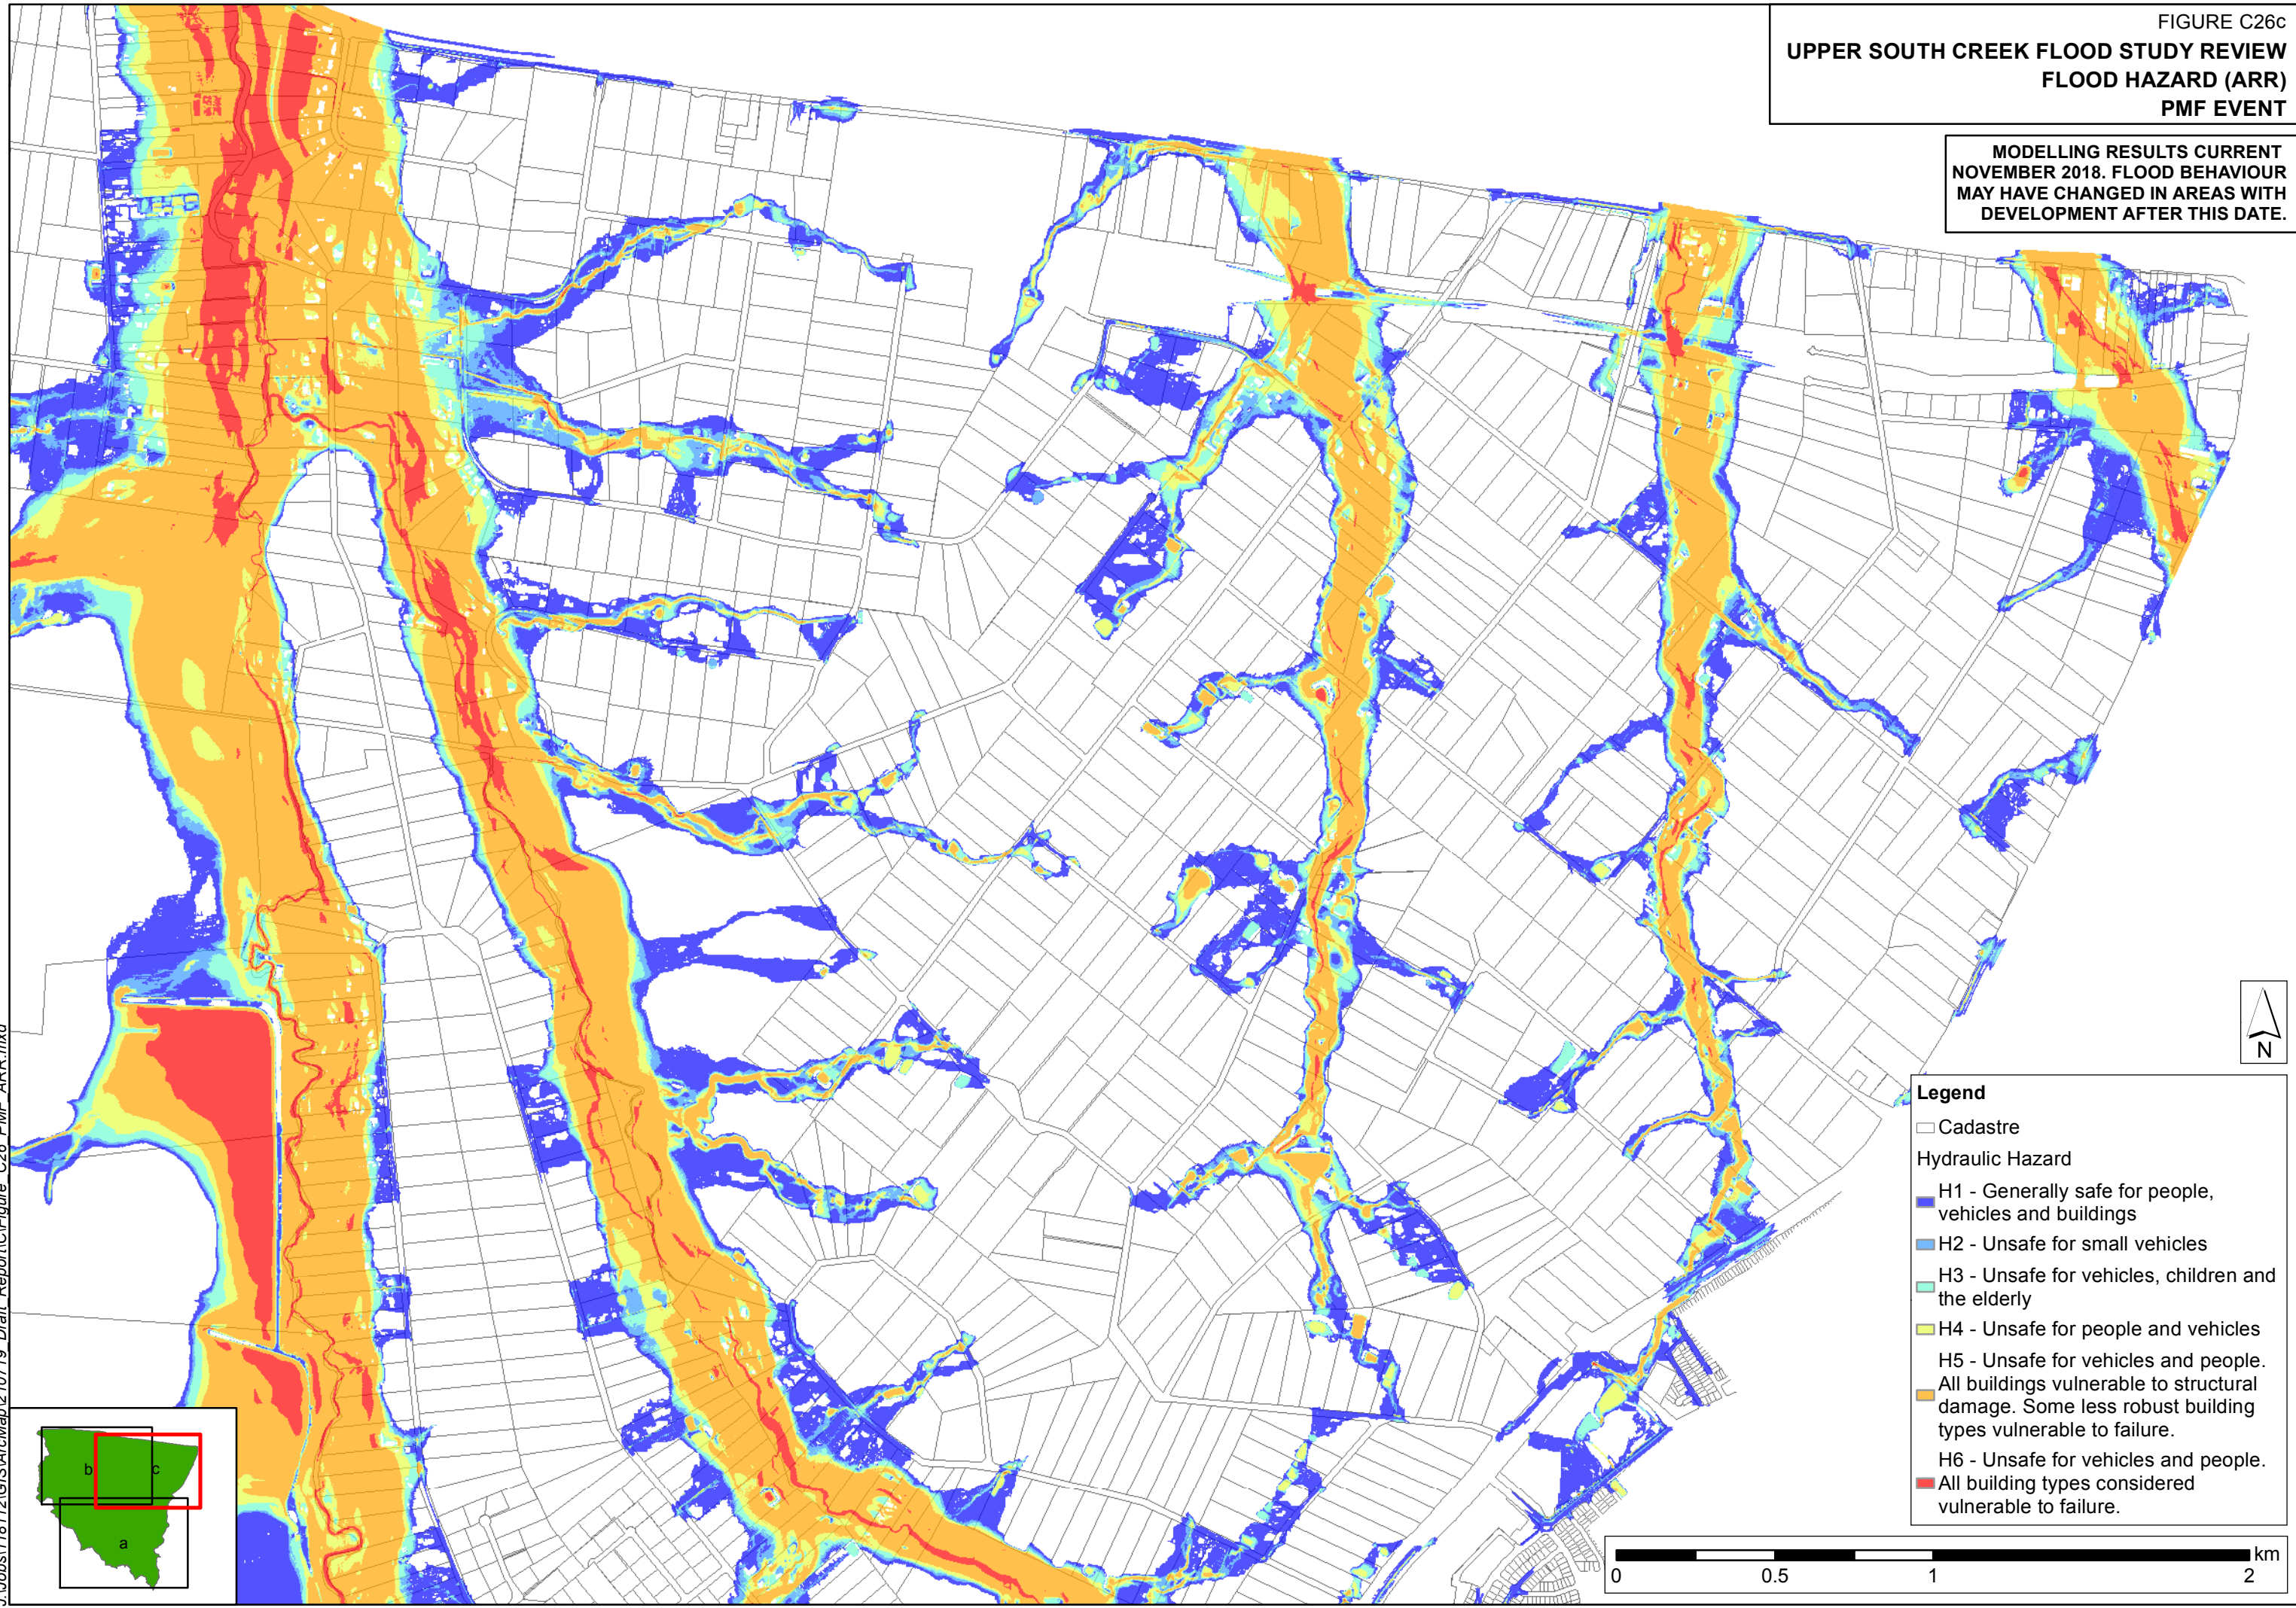 FIGURE C26c
UPPER SOUTH CREEK FLOOD STUDY REVIEW
FLOOD HAZARD (ARR)
PMF EVENT
MODELLING RESULTS CURRENT
NOVEMBER 2018. FLOOD BEHAVIOUR
MAY HAVE CHANGED IN AREAS WITH
DEVELOPMENT AFTER THIS DATE.
N
Legend
Cadastre
Hydraulic Hazard
H1 - Generally safe for people,
vehicles and buildings
H2 - Unsafe for small vehicles
H3 - Unsafe for vehicles, children and
the elderly
H4 - Unsafe for people and vehicles
H5 - Unsafe for vehicles and people.
All buildings vulnerable to structural
damage. Some less robust building
types vulnerable to failure.
H6 - Unsafe for vehicles and people.
All building types considered
vulnerable to failure.
km
0 0.5 1 2
b c
a